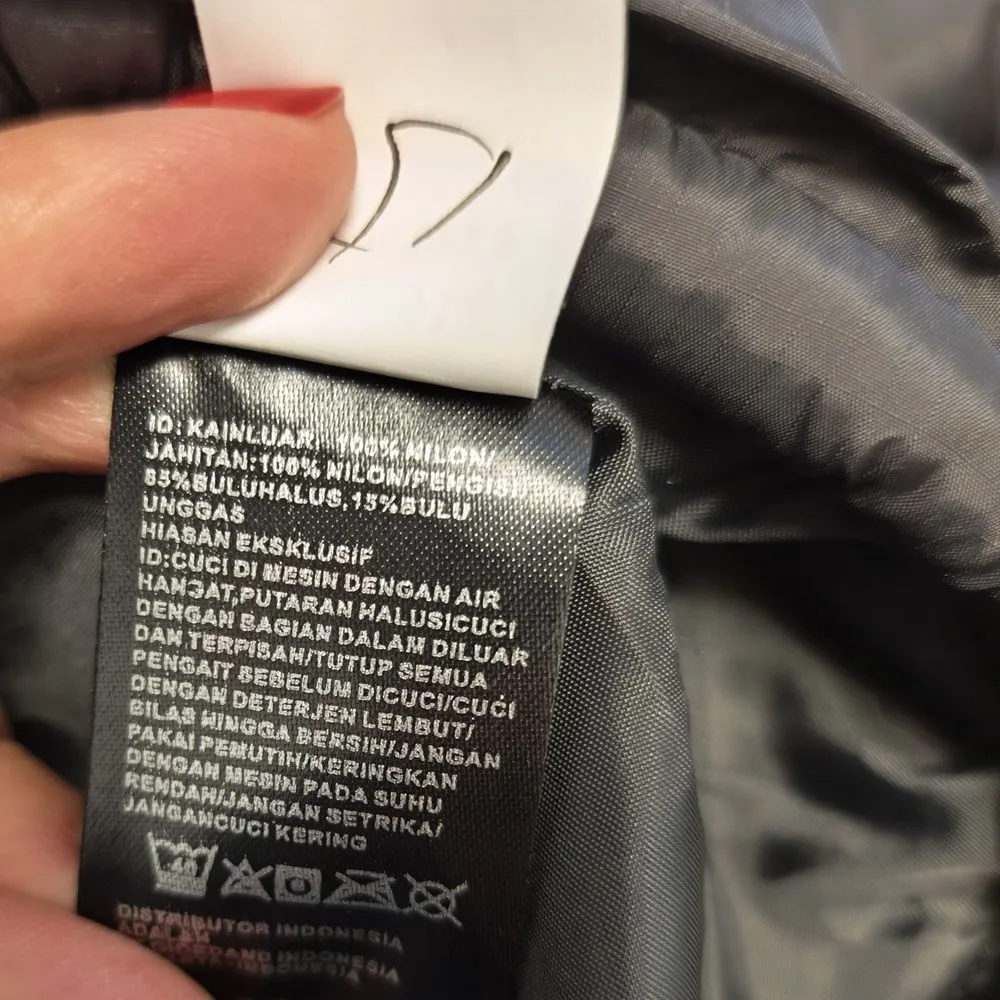 ID: KAINLUAR: 100% NILON/
JAHITAN:100% NILON/PENGISI
85%BULUHALUS,15%BULU
UNGGAS
HIASAN EKSKLUSIF
ID:CUCI DI MESIN DENGAN AIR
HANGAT,PUTARAN HALUSICUCI
DENGAN BAGIAN DALAM DILUAR
DAN TERPISAH/TUTUP SEMUA
PENGAIT SEBELUM DICUCI/CUCI
DENGAN DETERJEN LEMBUT/
BILAS HINGGA BERSIH/JANGAN
PAKAI PEMUTIH/KERINGKAN
DENGAN MESIN PADA SUHU
RENDAH/JANGAN SETRIKA/
JANGANCUCI KERING
40
DISTRIBUTOR INDONESIA
ADALAH
INDONESIA
INDONESIA